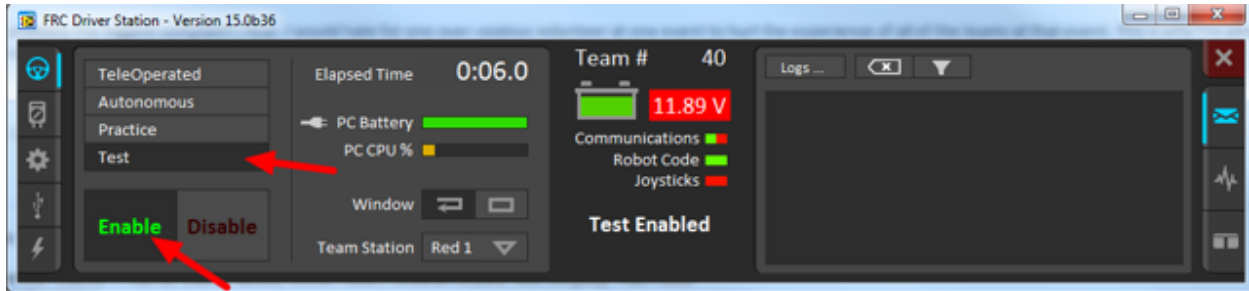 FRC Driver Station - Version 15.0b36
TeleOperated
Autonomous
Practice
Test
Enable Disable
Elapsed Time 0:06.0
PC Battery
PC CPU %
Window
Team Station Red 1
Team # 40
11.89 V
Communications
Robot Code
Joysticks
Test Enabled
Logs ...